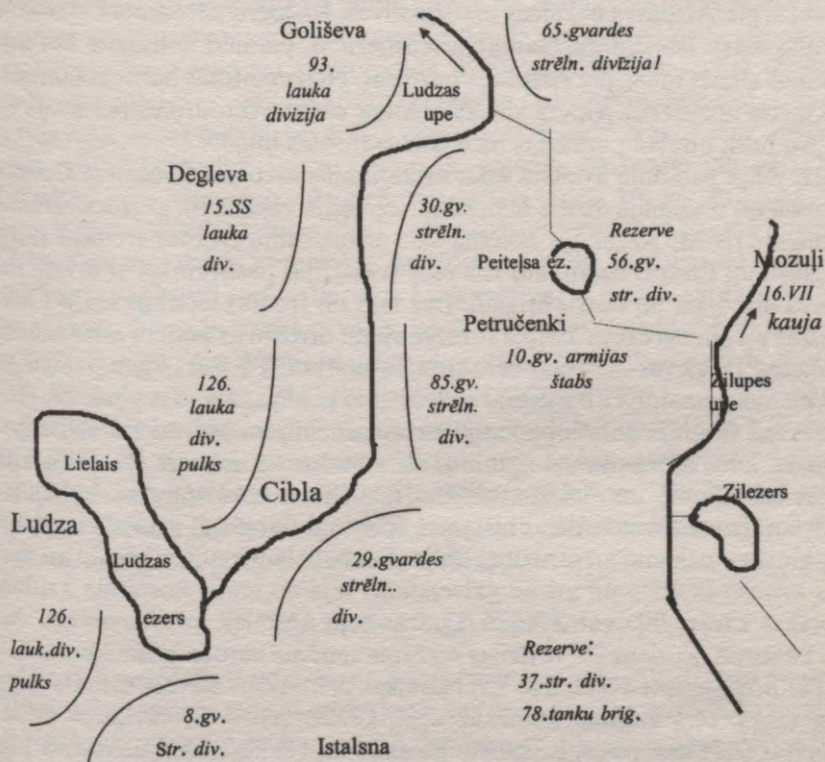 Goliševa
93.
lauka
divizija
Ludzas
upe
65.gvardes
strēln. divīzija!
Degļeva
15.SS
lauka
div.
30.gv.
strēln.
div.
Peiteļsa ez.
Rezerve
56.gv.
str. div.
Mozuļi
16.VII
kauja
Petručenki
10.gv. armijas
štabs
Zilupes
upe
126.
lauka
div.
pulks
85.gv.
strēln.
div.
Lielais
Ludza
Ludzas
ezers
Cibla
Zilezers
29.gvardes
strēln..
div.
126.
lauk.div.
pulks
Rezerve:
37.str. div.
78.tanku brig.
8.gv.
Str. div.
Istalsna